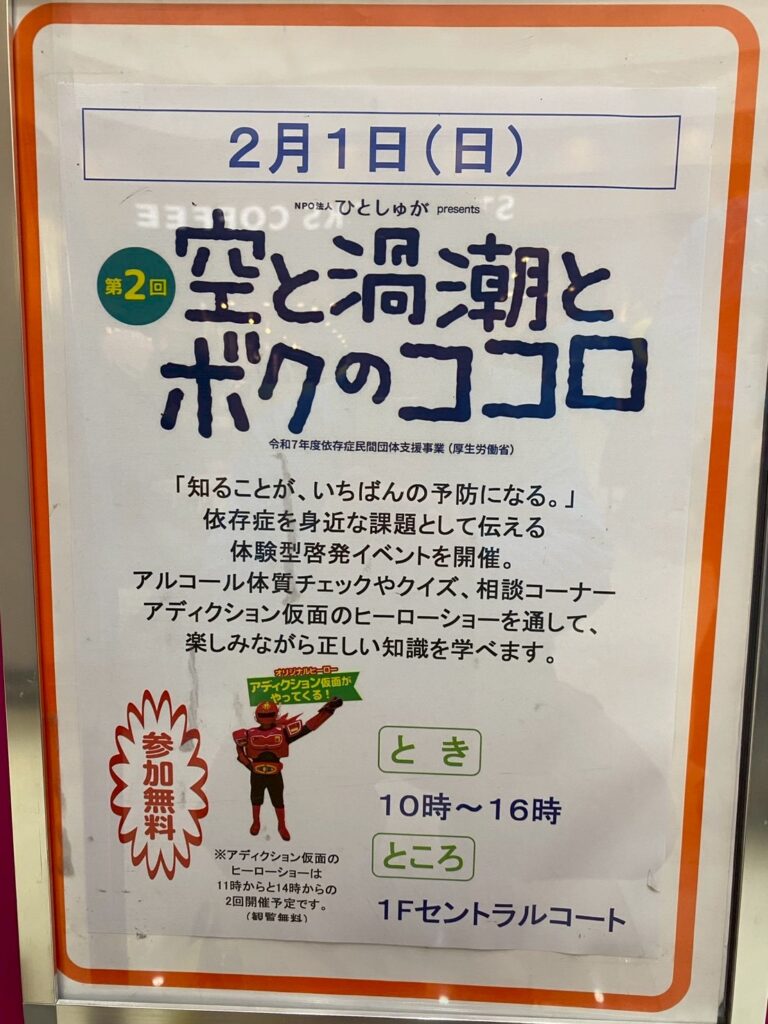 2月1日(日)
NPO法人 ひとしゅが presents
第2回
空と渦潮と
ボクのココロ
令和7年度依存症民間団体支援事業(厚生労働省)
「知ることが、いちばんの予防になる。」
依存症を身近な課題として伝える
体験型啓発イベントを開催。
アルコール体質チェックやクイズ、相談コーナー
アディクション仮面のヒーローショーを通して、
楽しみながら正しい知識を学べます。
オリジナルヒーロー
アディクション仮面が
やってくる!
参加無料
※アディクション仮面の
ヒーローショーは
11時からと14時からの
2回開催予定です。
とき
10時~16時
ところ
1Fセントラルコート